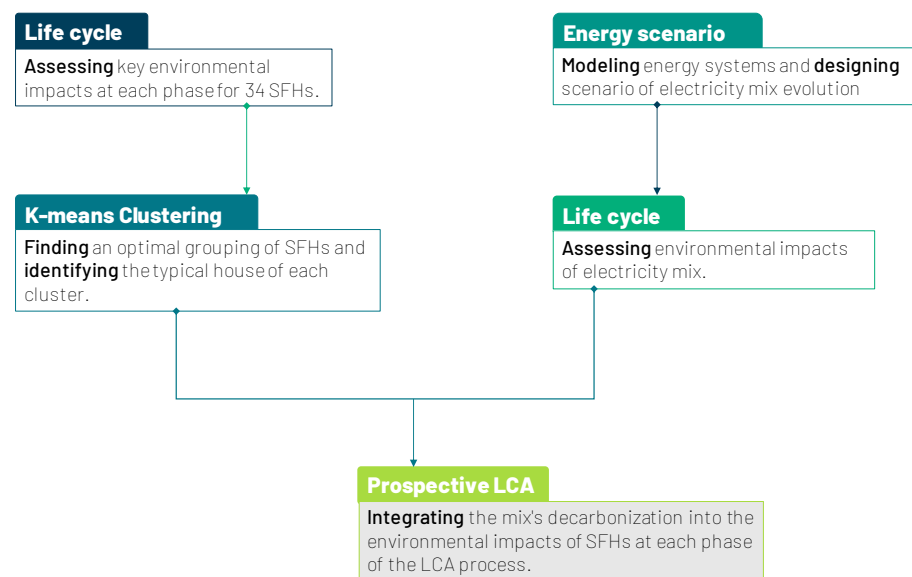 Life cycle
Assessing key environmental
impacts at each phase for 34 SFHs.
Energy scenario
Modeling energy systems and designing
scenario of electricity mix evolution
K-means Clustering
Finding an optimal grouping of SFHs and
identifying the typical house of each
cluster.
Life cycle
Assessing environmental impacts
of electricity mix.
Prospective LCA
Integrating the mix's decarbonization into the
environmental impacts of SFHs at each phase
of the LCA process.